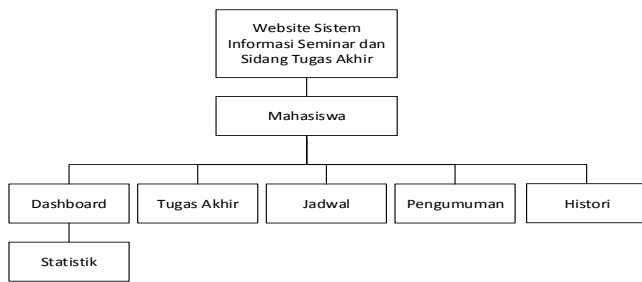 Website Sistem
Informasi Seminar dan
Sidang Tugas Akhir
Mahasiswa
Dashboard
Tugas Akhir
Jadwal
Pengumuman
Histori
Statistik